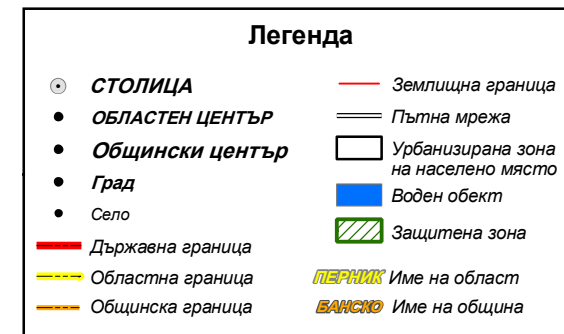 Легенда
СТОЛИЦА
ОБЛАСТЕН ЦЕНТЪР
Общински център
Град
Село
Държавна граница
Областна граница
Общинска граница
Землищна граница
Пътна мрежа
Урбанизирана зона
на населено място
Воден обект
Защитена зона
ПЕРНИК Име на област
БАНСКО Име на община